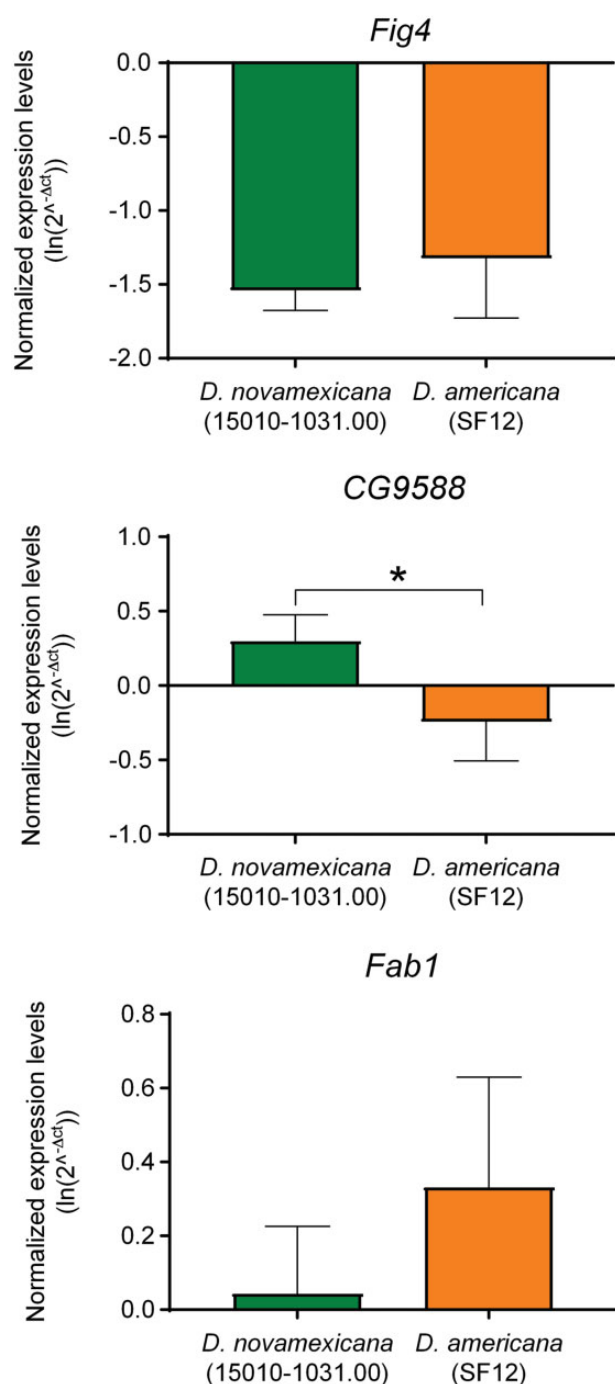 Fig4
Normalized expression levels
(ln(2^-Δct))
0.0
-0.5
-1.0
-1.5
-2.0
D. novamexicana
(15010-1031.00)
D. americana
(SF12)
CG9588
Normalized expression levels
(ln(2^-Δct))
1.0
0.5
0.0
-0.5
-1.0
*
D. novamexicana
(15010-1031.00)
D. americana
(SF12)
Fab1
Normalized expression levels
(ln(2^-Δct))
0.8
0.6
0.4
0.2
0.0
D. novamexicana
(15010-1031.00)
D. americana
(SF12)